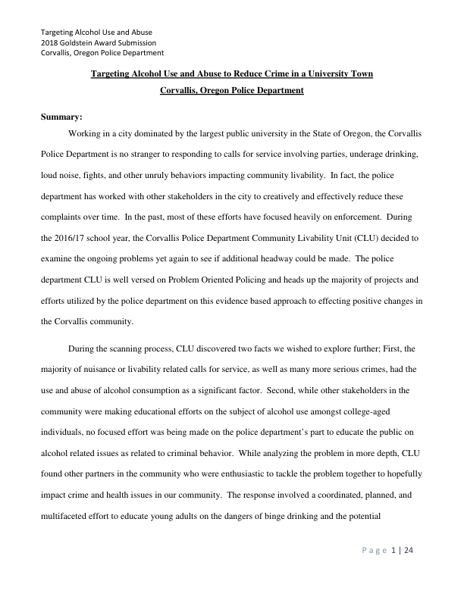 Targeting Alcohol Use and Abuse
2018 Goldstein Award Submission
Corvallis, Oregon Police Department
Targeting Alcohol Use and Abuse to Reduce Crime in a University Town
Corvallis, Oregon Police Department
Summary:
Working in a city dominated by the largest public university in the State of Oregon, the Corvallis
Police Department is no stranger to responding to calls for service involving parties, underage drinking,
loud noise, fights, and other unruly behaviors impacting community livability. In fact, the police
department has worked with other stakeholders in the city to creatively and effectively reduce these
complaints over time. In the past, most of these efforts have focused heavily on enforcement. During
the 2016/17 school year, the Corvallis Police Department Community Livability Unit (CLU) decided to
examine the ongoing problems yet again to see if additional headway could be made. The police
department CLU is well versed on Problem Oriented Policing and heads up the majority of projects and
efforts utilized by the police department on this evidence based approach to effecting positive changes in
the Corvallis community.
During the scanning process, CLU discovered two facts we wished to explore further; First, the
majority of nuisance or livability related calls for service, as well as many more serious crimes, had the
use and abuse of alcohol consumption as a significant factor. Second, while other stakeholders in the
community were making educational efforts on the subject of alcohol use amongst college-aged
individuals, no focused effort was being made on the police department's part to educate the public on
alcohol related issues as related to criminal behavior. While analyzing the problem in more depth, CLU
found other partners in the community who were enthusiastic to tackle the problem together to hopefully
impact crime and health issues in our community. The response involved a coordinated, planned, and
multifaceted effort to educate young adults on the dangers of binge drinking and the potential
Page 1 | 24